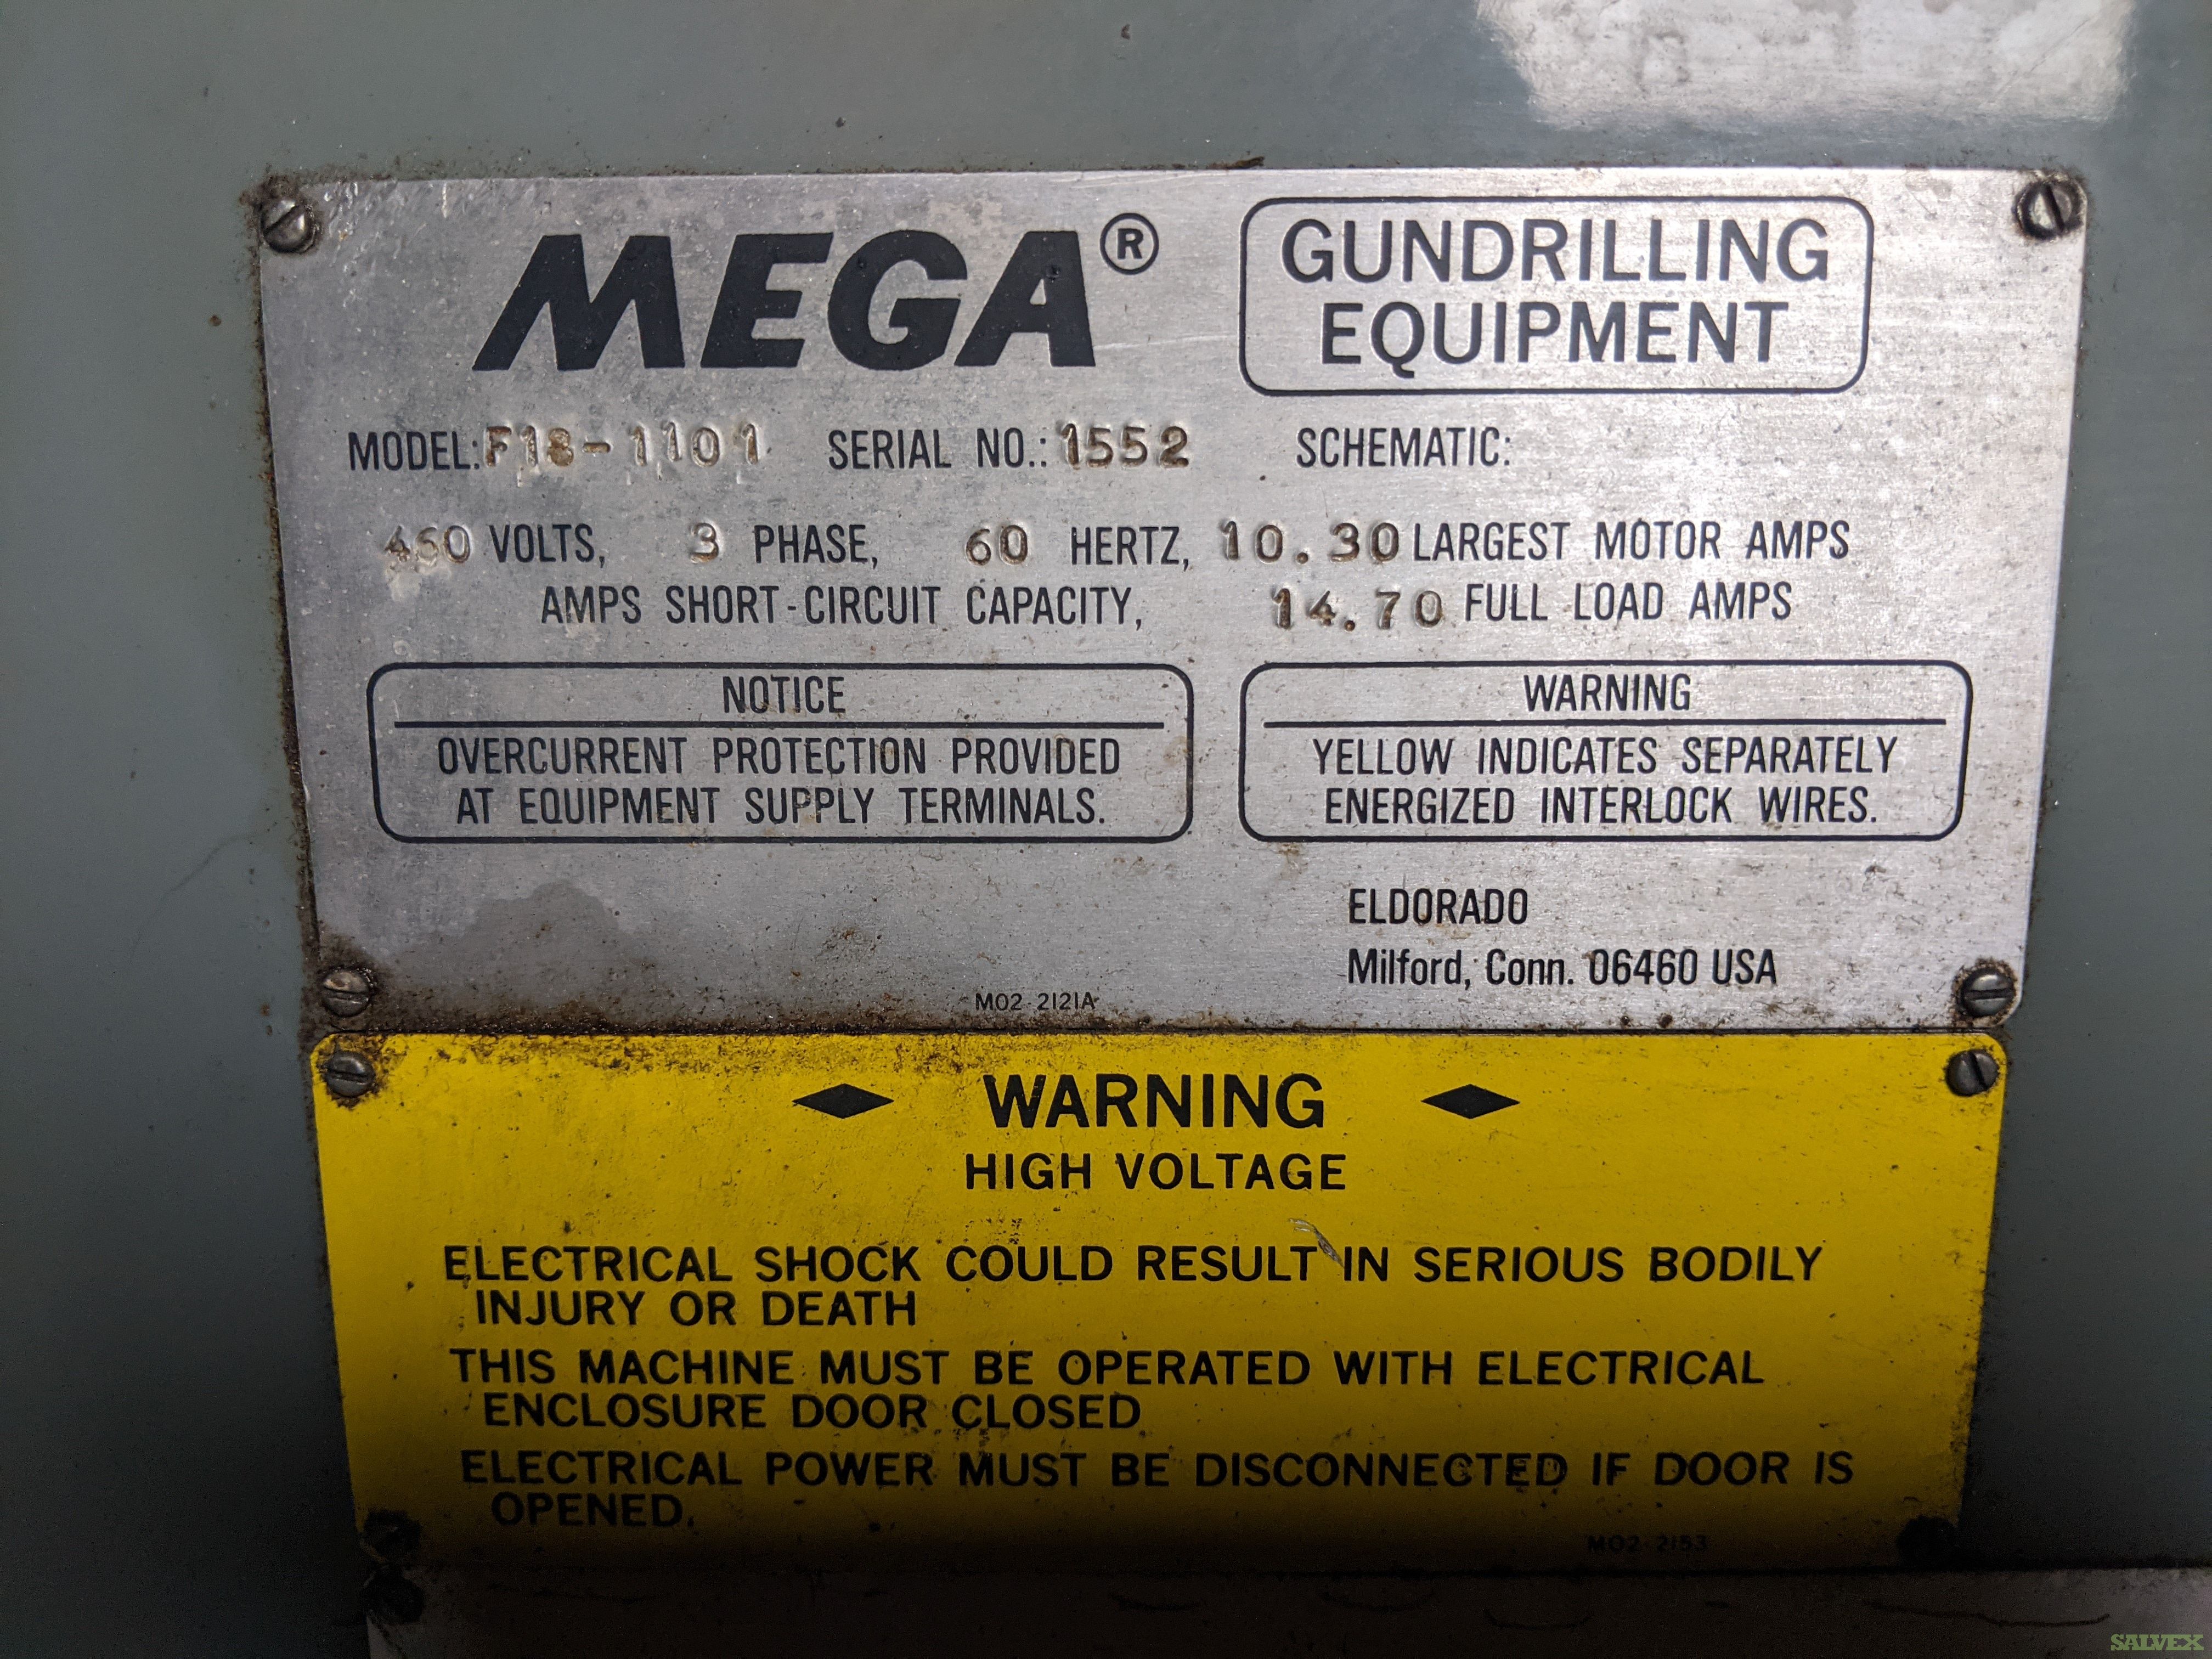 MEGA®
GUNDRILLING
EQUIPMENT
MODEL: F18-1101 SERIAL NO.: 1552 SCHEMATIC:
460 VOLTS, 3 PHASE, 60 HERTZ, 10.30 LARGEST MOTOR AMPS
AMPS SHORT-CIRCUIT CAPACITY, 14.70 FULL LOAD AMPS
NOTICE
OVERCURRENT PROTECTION PROVIDED
AT EQUIPMENT SUPPLY TERMINALS.
WARNING
YELLOW INDICATES SEPARATELY
ENERGIZED INTERLOCK WIRES.
ELDORADO
Milford, Conn. 06460 USA
M02 2121A
WARNING
HIGH VOLTAGE
ELECTRICAL SHOCK COULD RESULT IN SERIOUS BODILY
INJURY OR DEATH
THIS MACHINE MUST BE OPERATED WITH ELECTRICAL
ENCLOSURE DOOR CLOSED
ELECTRICAL POWER MUST BE DISCONNECTED IF DOOR IS
OPENED.
M02 2153
SALVEX